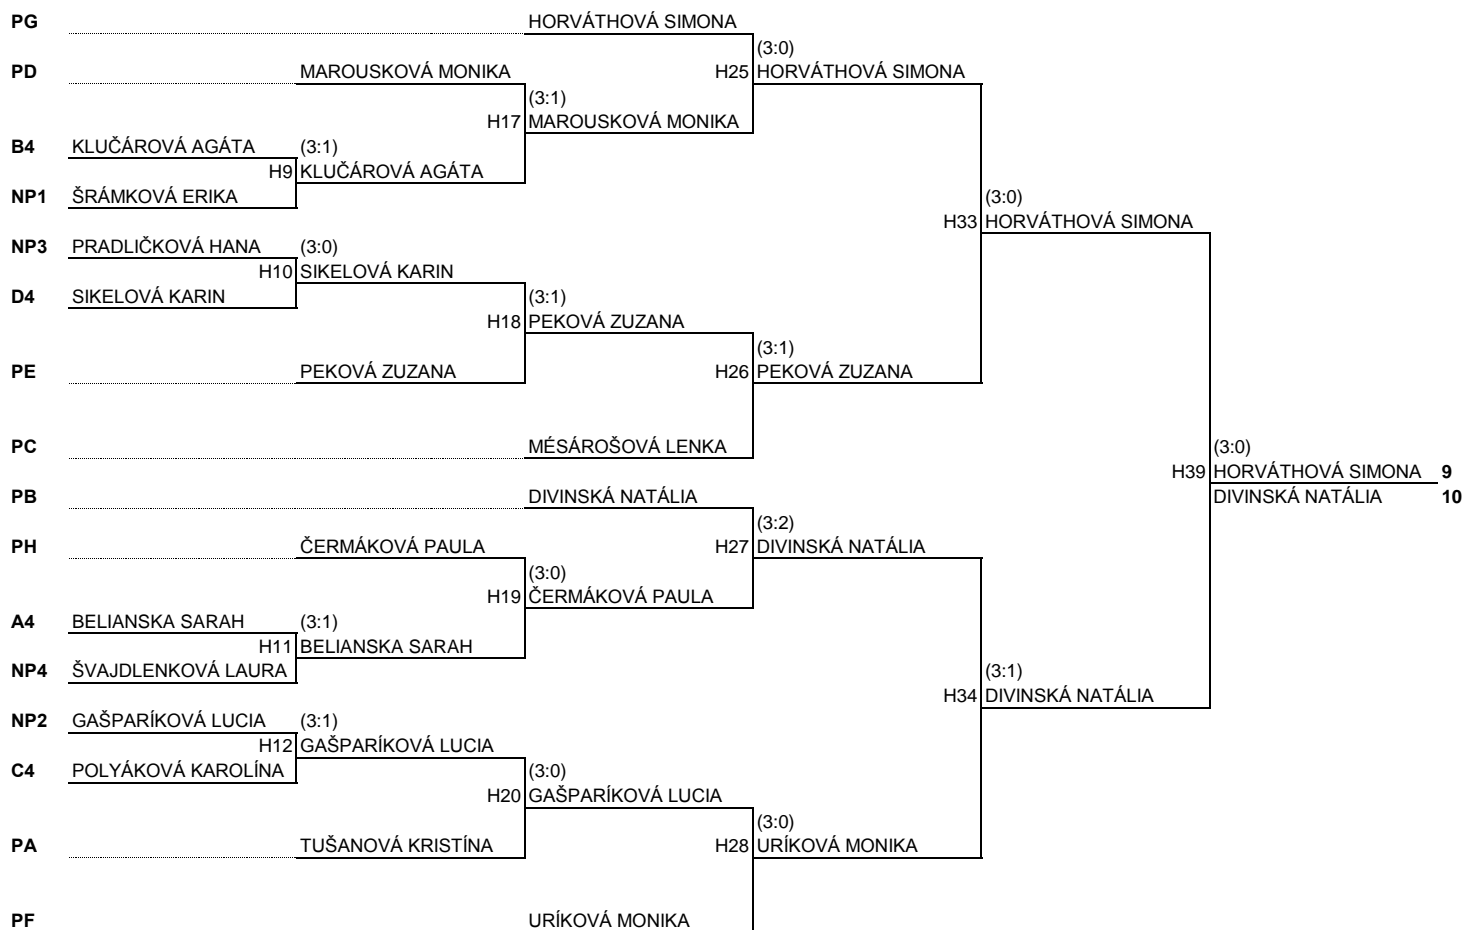 PG HORVÁTHOVÁ SIMONA
(3:0)
PD MAROUSKOVÁ MONIKA H25 HORVÁTHOVÁ SIMONA
(3:1)
H17 MAROUSKOVÁ MONIKA
B4 KLUČÁROVÁ AGÁTA (3:1)
H9 KLUČÁROVÁ AGÁTA
NP1 ŠRÁMKOVÁ ERIKA (3:0)
H33 HORVÁTHOVÁ SIMONA
NP3 PRADLIČKOVÁ HANA (3:0)
H10 SIKELOVÁ KARIN
D4 SIKELOVÁ KARIN (3:1)
H18 PEKOVÁ ZUZANA
(3:1)
PE PEKOVÁ ZUZANA H26 PEKOVÁ ZUZANA
PC MÉSÁROŠOVÁ LENKA (3:0)
H39 HORVÁTHOVÁ SIMONA 9
PB DIVINSKÁ NATÁLIA DIVINSKÁ NATÁLIA 10
(3:2)
PH ČERMÁKOVÁ PAULA H27 DIVINSKÁ NATÁLIA
(3:0)
H19 ČERMÁKOVÁ PAULA
A4 BELIANSKA SARAH (3:1)
H11 BELIANSKA SARAH
NP4 ŠVAJDLENKOVÁ LAURA (3:1)
H34 DIVINSKÁ NATÁLIA
NP2 GAŠPARÍKOVÁ LUCIA (3:1)
H12 GAŠPARÍKOVÁ LUCIA
C4 POLYÁKOVÁ KAROLÍNA (3:0)
H20 GAŠPARÍKOVÁ LUCIA
(3:0)
PA TUŠANOVÁ KRISTÍNA H28 URÍKOVÁ MONIKA
PF URÍKOVÁ MONIKA